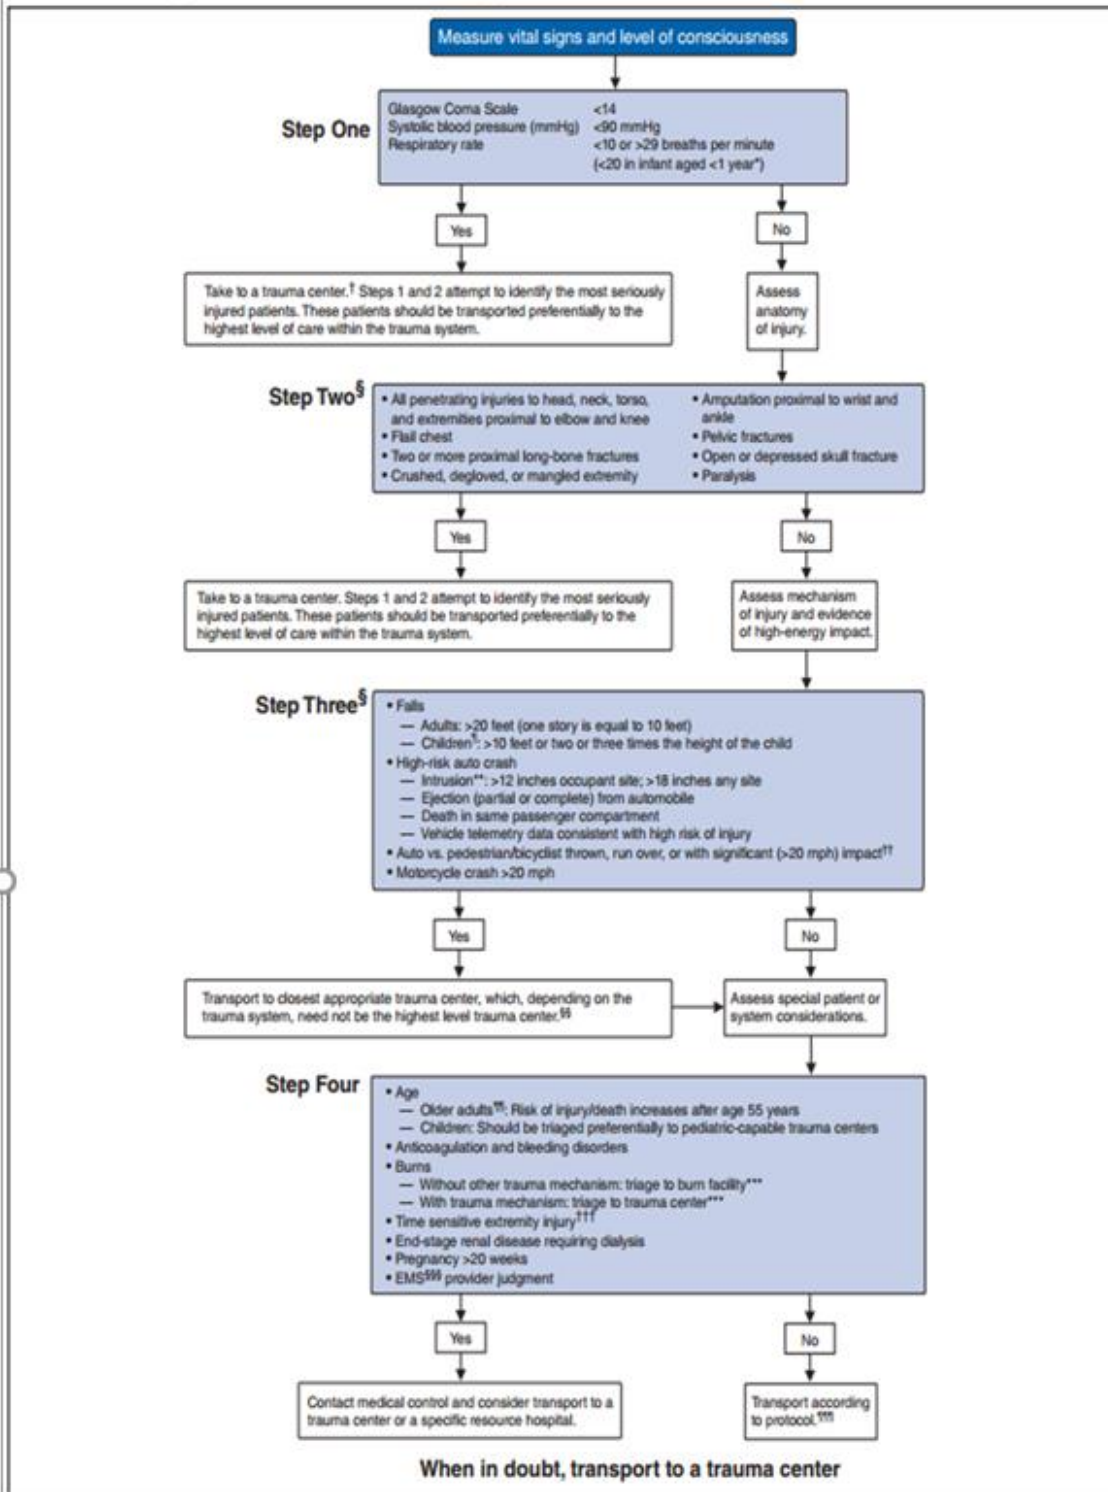 Measure vital signs and level of consciousness
Step One
Glasgow Coma Scale <14
Systolic blood pressure (mmHg) <90 mmHg
Respiratory rate <10 or >29 breaths per minute
(<20 in infant aged <1 year*)
Yes
No
Take to a trauma center.† Steps 1 and 2 attempt to identify the most seriously
injured patients. These patients should be transported preferentially to the
highest level of care within the trauma system.
Assess
anatomy
of injury.
Step Two§
• All penetrating injuries to head, neck, torso,
and extremities proximal to elbow and knee
• Flail chest
• Two or more proximal long-bone fractures
• Crushed, degloved, or mangled extremity
• Amputation proximal to wrist and
ankle
• Pelvic fractures
• Open or depressed skull fracture
• Paralysis
Yes
No
Take to a trauma center. Steps 1 and 2 attempt to identify the most seriously
injured patients. These patients should be transported preferentially to the
highest level of care within the trauma system.
Assess mechanism
of injury and evidence
of high-energy impact.
Step Three§
• Falls
— Adults: >20 feet (one story is equal to 10 feet)
— Children¶: >10 feet or two or three times the height of the child
• High-risk auto crash
— Intrusion**: >12 inches occupant site; >18 inches any site
— Ejection (partial or complete) from automobile
— Death in same passenger compartment
— Vehicle telemetry data consistent with high risk of injury
• Auto vs. pedestrian/bicyclist thrown, run over, or with significant (>20 mph) impact††
• Motorcycle crash >20 mph
Yes
No
Transport to closest appropriate trauma center, which, depending on the
trauma system, need not be the highest level trauma center.§§
Assess special patient or
system considerations.
Step Four
• Age
— Older adults¶¶: Risk of injury/death increases after age 55 years
— Children: Should be triaged preferentially to pediatric-capable trauma centers
• Anticoagulation and bleeding disorders
• Burns
— Without other trauma mechanism: triage to burn facility***
— With trauma mechanism: triage to trauma center***
• Time sensitive extremity injury†††
• End-stage renal disease requiring dialysis
• Pregnancy >20 weeks
• EMS§§§ provider judgment
Yes
No
Contact medical control and consider transport to a
trauma center or a specific resource hospital.
Transport according
to protocol.¶¶¶
When in doubt, transport to a trauma center